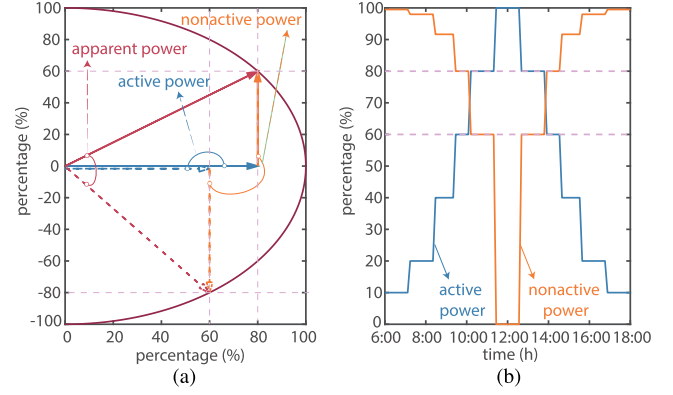 100
80
60
40
20
0
-20
-40
-60
-80
-100
percentage (%)
nonactive power
apparent power
active power
0 20 40 60 80 100
percentage (%)
(a)
100
90
80
70
60
50
40
30
20
10
0
percentage (%)
active
power
nonactive
power
6:00 8:00 10:00 12:00 14:00 16:00 18:00
time (h)
(b)